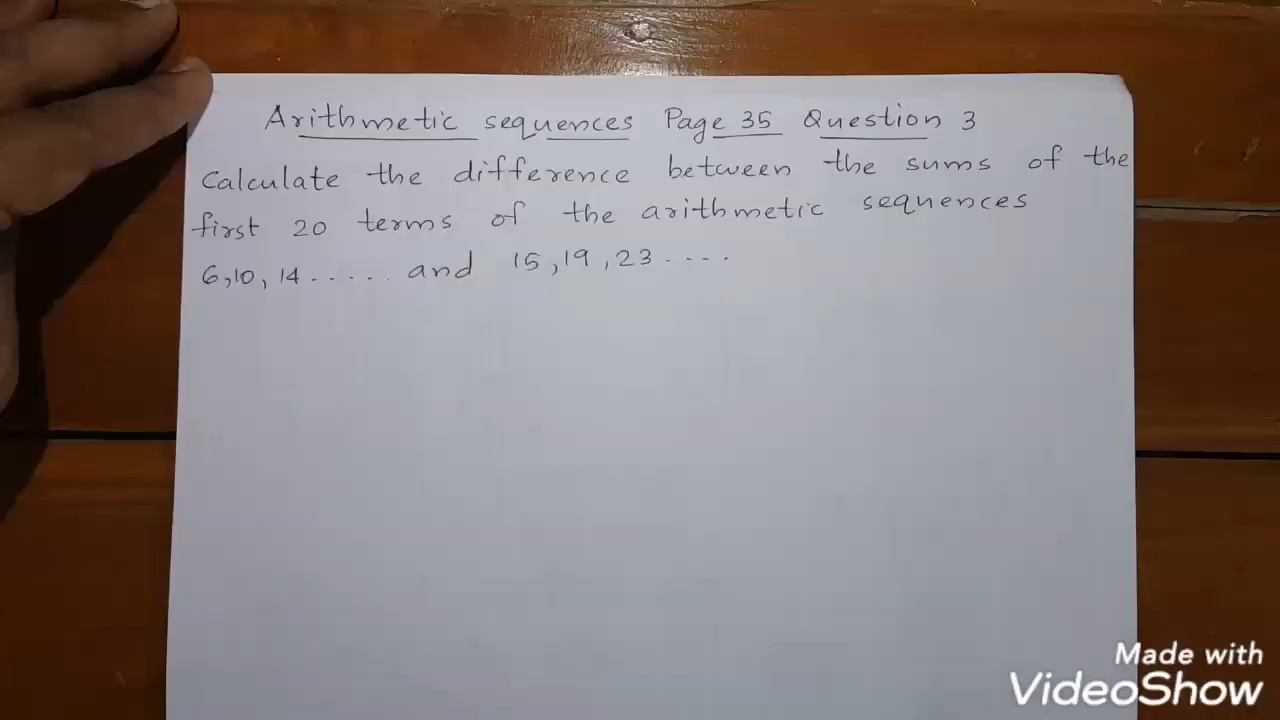 Arithmetic sequences Page 35 Question 3
Calculate the difference between the sums of the
first 20 terms of the arithmetic sequences
6,10, 14..... and 15,19,23....
Made with
VideoShow